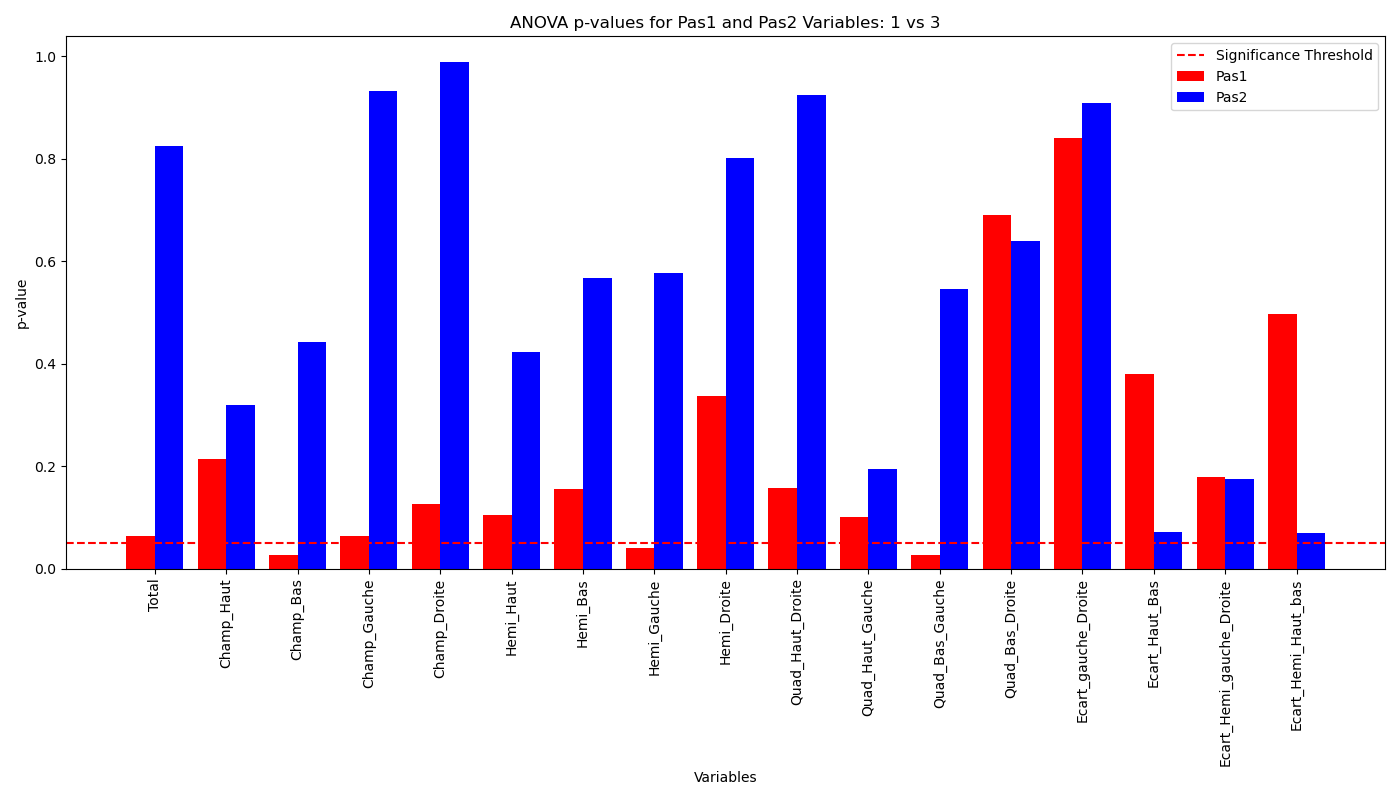 ANOVA p-values for Pas1 and Pas2 Variables: 1 vs 3
Significance Threshold
Pas1
Pas2
p-value
1.0
0.8
0.6
0.4
0.2
0.0
Total
Champ_Haut
Champ_Bas
Champ_Gauche
Champ_Droite
Hemi_Haut
Hemi_Bas
Hemi_Gauche
Hemi_Droite
Quad_Haut_Droite
Quad_Haut_Gauche
Quad_Bas_Gauche
Quad_Bas_Droite
Ecart_gauche_Droite
Ecart_Haut_Bas
Ecart_Hemi_gauche_Droite
Ecart_Hemi_Haut_bas
Variables